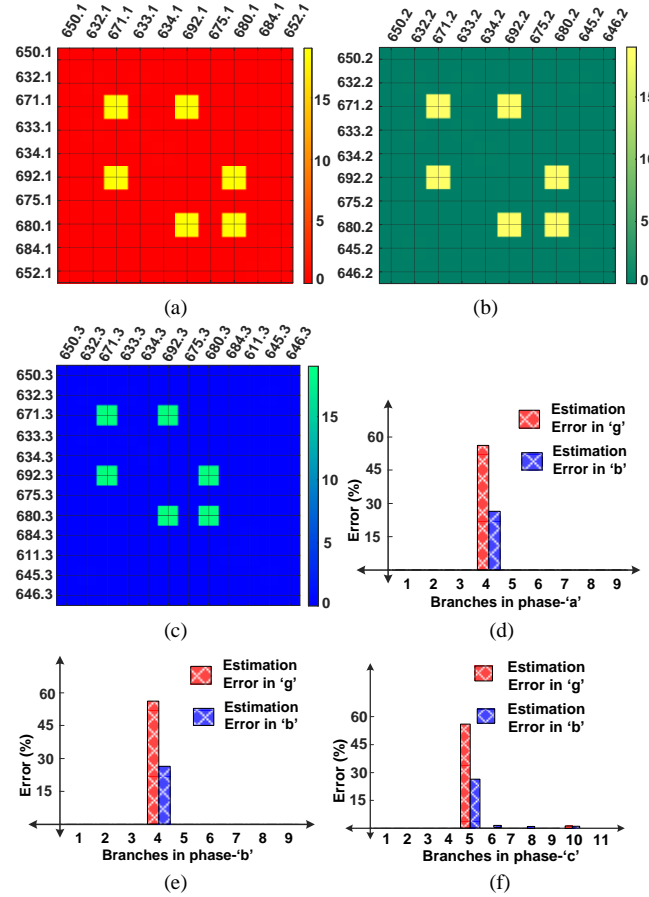 650.1 632.1 671.1 633.1 634.1 692.1 675.1 680.1 684.1 652.1
650.1
632.1
671.1
633.1
634.1
692.1
675.1
680.1
684.1
652.1
15
10
5
0
(a)
650.2 632.2 671.2 633.2 634.2 692.2 675.2 680.2 645.2 646.2
650.2
632.2
671.2
633.2
634.2
692.2
675.2
680.2
645.2
646.2
15
10
5
0
(b)
650.3 632.3 671.3 633.3 634.3 692.3 675.3 680.3 684.3 611.3 645.3 646.3
650.3
632.3
671.3
633.3
634.3
692.3
675.3
680.3
684.3
611.3
645.3
646.3
15
10
5
0
(c)
Estimation
Error in ‘g’
Estimation
Error in ‘b’
Error (%)
60
45
30
15
1 2 3 4 5 6 7 8 9
Branches in phase-‘a’
(d)
Estimation
Error in ‘g’
Estimation
Error in ‘b’
Error (%)
60
45
30
15
1 2 3 4 5 6 7 8 9
Branches in phase-‘b’
(e)
Estimation
Error in ‘g’
Estimation
Error in ‘b’
Error (%)
60
45
30
15
1 2 3 4 5 6 7 8 9 10 11
Branches in phase-‘c’
(f)